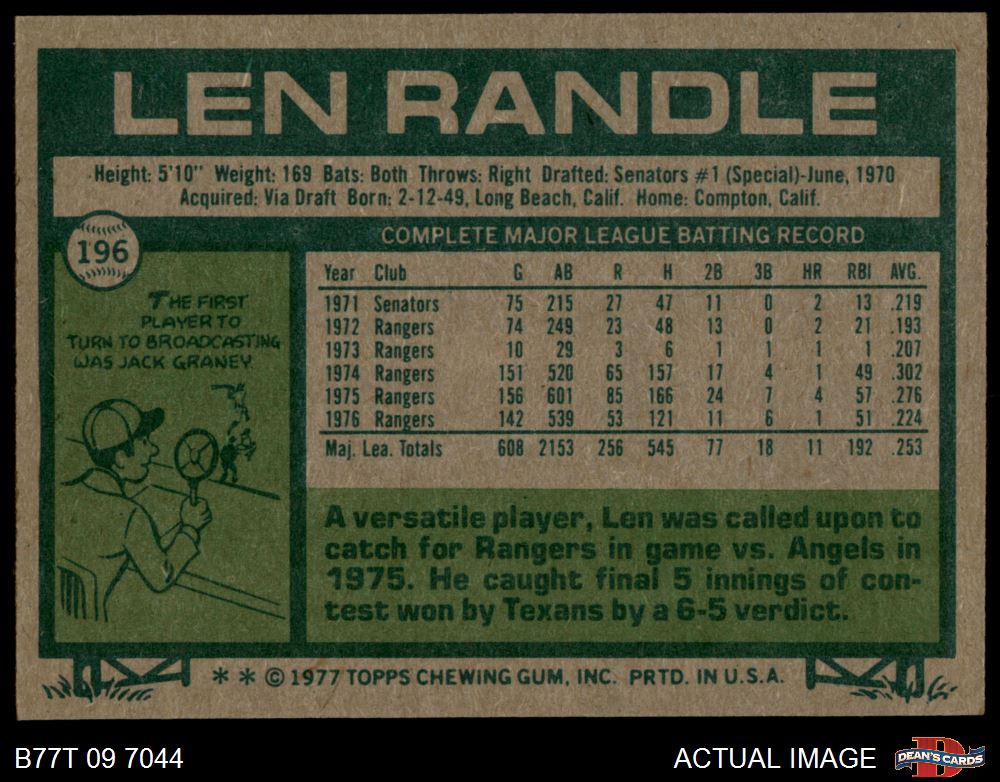 LEN RANDLE
Height: 5'10" Weight: 169 Bats: Both Throws: Right Drafted: Senators #1 (Special)-June, 1970
Acquired: Via Draft Born: 2-12-49, Long Beach, Calif. Home: Compton, Calif.
196
THE FIRST
PLAYER TO
TURN TO BROADCASTING
WAS JACK GRANEY
COMPLETE MAJOR LEAGUE BATTING RECORD
Year Club G AB R H 2B 3B HR RBI AVG.
1971 Senators 75 215 27 47 11 0 2 13 .219
1972 Rangers 74 249 23 48 13 0 2 21 .193
1973 Rangers 10 29 3 6 1 1 1 1 .207
1974 Rangers 151 520 65 157 17 4 1 49 .302
1975 Rangers 156 601 85 166 24 7 4 57 .276
1976 Rangers 142 539 53 121 11 6 1 51 .224
Maj. Lea. Totals 608 2153 256 545 77 18 11 192 .253
A versatile player, Len was called upon to
catch for Rangers in game vs. Angels in
1975. He caught final 5 innings of con-
test won by Texans by a 6-5 verdict.
* * © 1977 TOPPS CHEWING GUM, INC. PRTD. IN U.S.A.
B77T 09 7044
ACTUAL IMAGE
D
DEAN'S CARDS